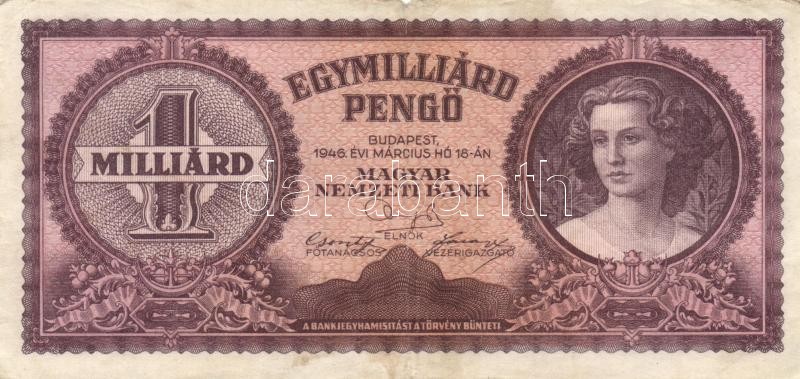 1
MILLIÁRD
EGYMILLIÁRD
PENGŐ
BUDAPEST,
1946. ÉVI MÁRCIUS HÓ 18-ÁN
MAGYAR
NEMZETI BANK
ELNÖK
FŐTANÁCSOS
VEZÉRIGAZGATÓ
A BANKJEGYHAMISÍTÁST A TÖRVÉNY BÜNTETI
darabanth